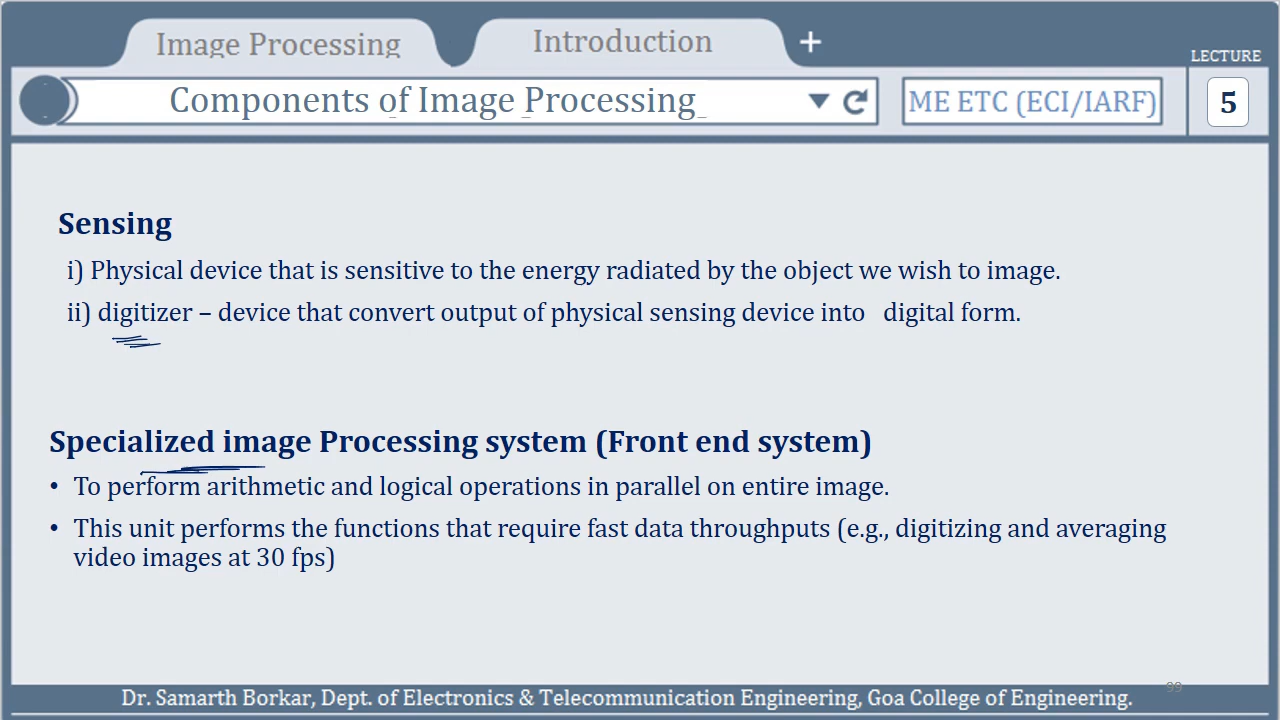 Image Processing
Introduction
+
LECTURE
Components of Image Processing
ME ETC (ECI/IARF)
5
Sensing
i) Physical device that is sensitive to the energy radiated by the object we wish to image.
ii) digitizer – device that convert output of physical sensing device into digital form.
Specialized image Processing system (Front end system)
• To perform arithmetic and logical operations in parallel on entire image.
• This unit performs the functions that require fast data throughputs (e.g., digitizing and averaging
video images at 30 fps)
99
Dr. Samarth Borkar, Dept. of Electronics & Telecommunication Engineering, Goa College of Engineering.